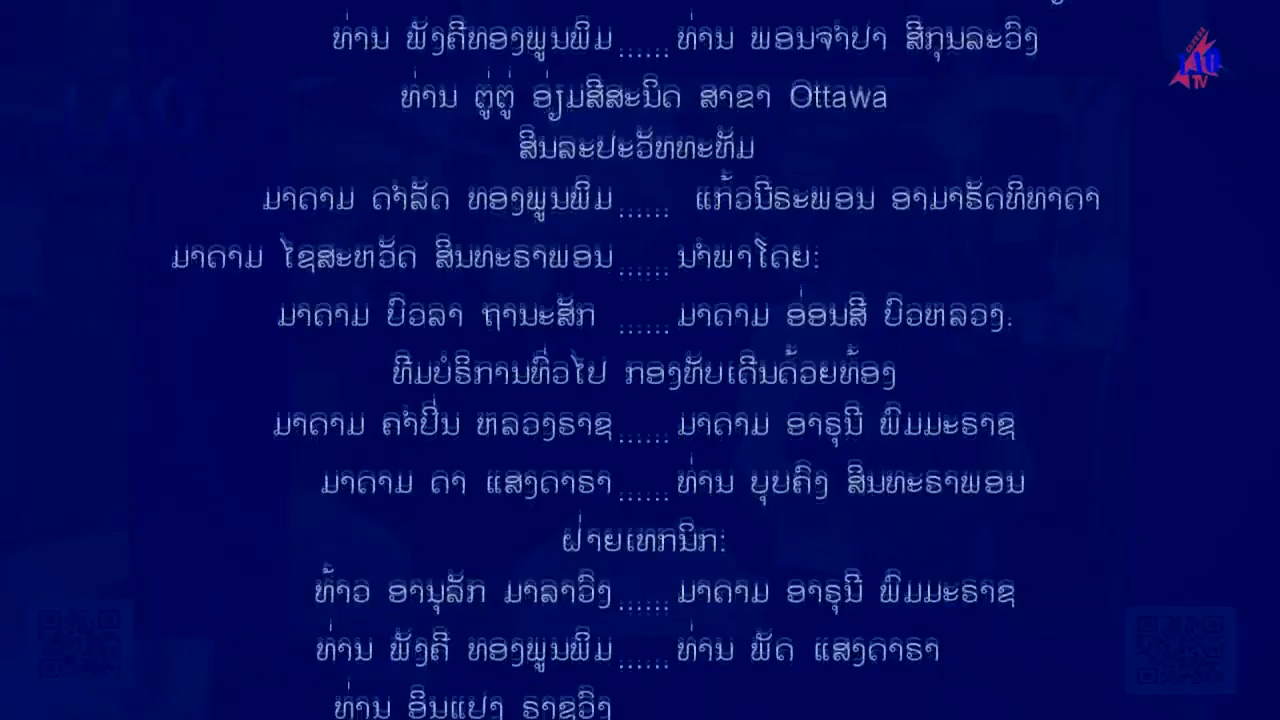 ທ່ານ ພັງຄີທອງພູນພິມ ...... ທ່ານ ພອນຈຳປາ ສີກຸນລະວົງ
ທ່ານ ຕູ່ຕູ່ ອ່ຽມສີສະນິດ ສາຂາ Ottawa
ສິນລະປະວັທທະທັມ
ມາດາມ ດຳລັດ ທອງພູນພິມ ...... ແກ້ວນີຣະພອນ ອາມາຣັດທິທາດາ
ມາດາມ ໄຊສະຫວັດ ສິນທະຣາພອນ ...... ນຳພາໂດຍ:
ມາດາມ ບົວລາ ຖານະສັກ ...... ມາດາມ ອ່ອນສີ ບົວຫລວງ.
ທີມບໍຣິການທົ່ວໄປ ກອງທັບເດີນດ້ວຍທ້ອງ
ມາດາມ ຄຳປິ່ນ ຫລວງຣາຊ ...... ມາດາມ ອາຣຸນີ ພົມມະຣາຊ
ມາດາມ ດາ ແສງດາຣາ ...... ທ່ານ ບຸບຄົງ ສິນທະຣາພອນ
ຝ່າຍເທກນິກ:
ທ້າວ ອານຸລັກ ມາລາວົງ ...... ມາດາມ ອາຣຸນີ ພົມມະຣາຊ
ທ່ານ ພັງຄີ ທອງພູນພິມ ...... ທ່ານ ພັດ ແສງດາຣາ
ທ່ານ ອິນແປງ ຣາຊວົງ
LAO
TV